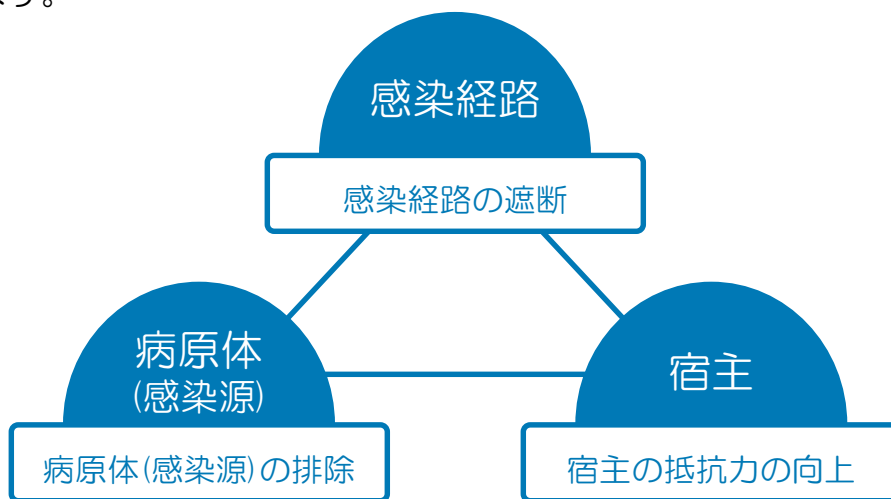 ます。
感染経路
感染経路の遮断
病原体
(感染源)
病原体(感染源)の排除
宿主
宿主の抵抗力の向上